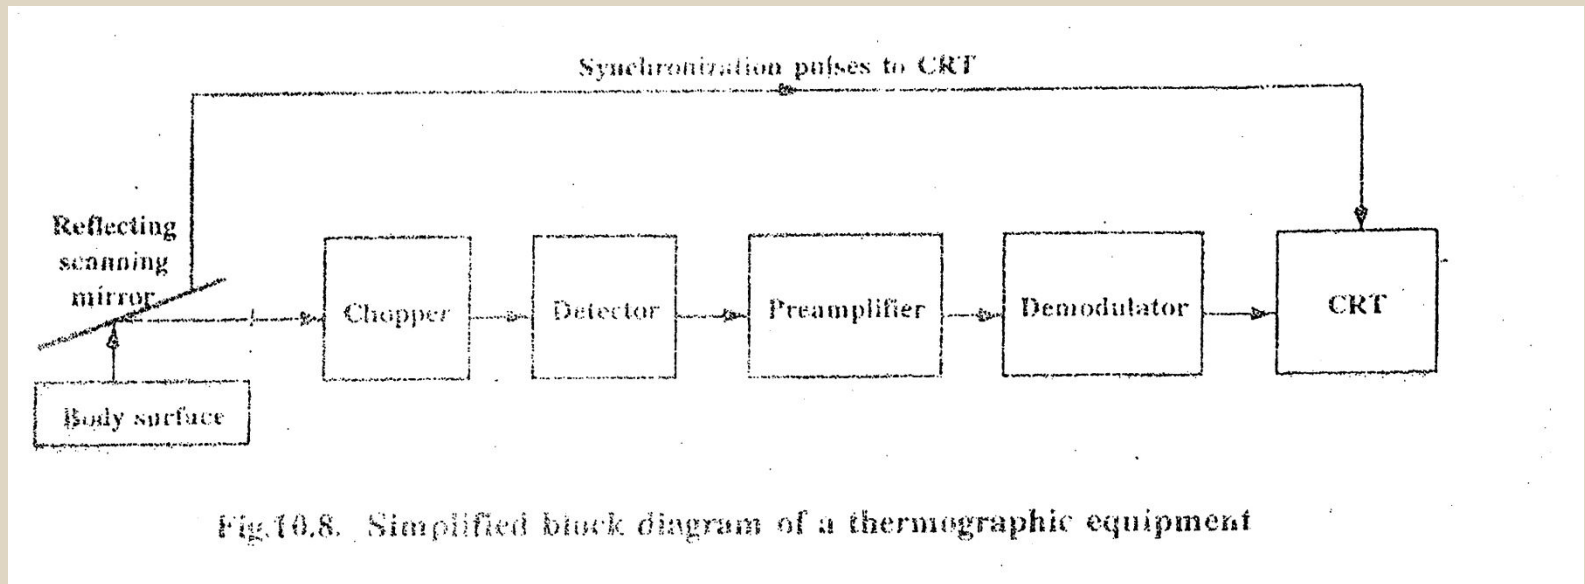 Synchronization pulses to CRT
Reflecting
scanning
mirror
Chopper
Detector
Preamplifier
Demodulator
CRT
Body surface
Fig.10.8. Simplified block diagram of a thermographic equipment